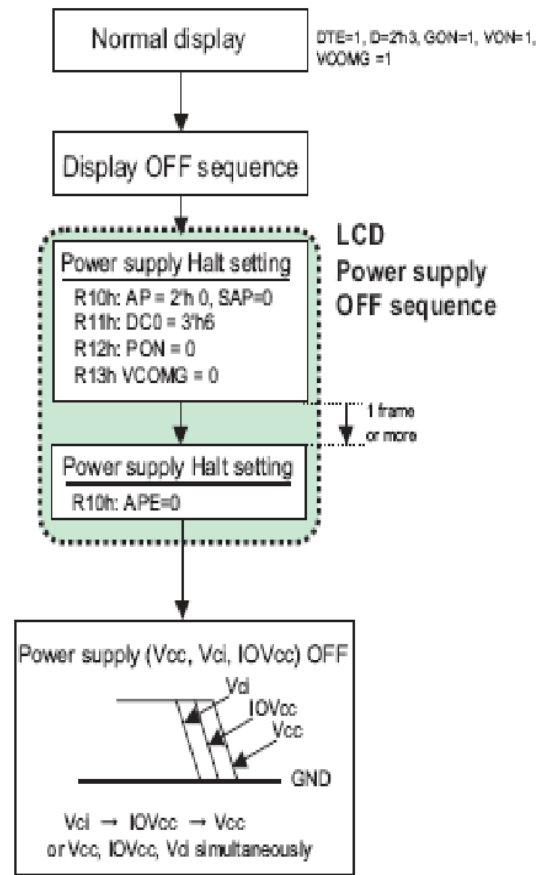 Normal display
DTE=1, D=2'h3, GON=1, VON=1,
VCOMG =1
Display OFF sequence
LCD
Power supply
OFF sequence
Power supply Halt setting
R10h: AP = 2'h 0, SAP=0
R11h: DC0 = 3'h6
R12h: PON = 0
R13h VCOMG = 0
1 frame
or more
Power supply Halt setting
R10h: APE=0
Power supply (Vcc, Vci, IOVcc) OFF
Vci
IOVcc
Vcc
GND
Vci → IOVcc → Vcc
or Vcc, IOVcc, Vci simultaneously